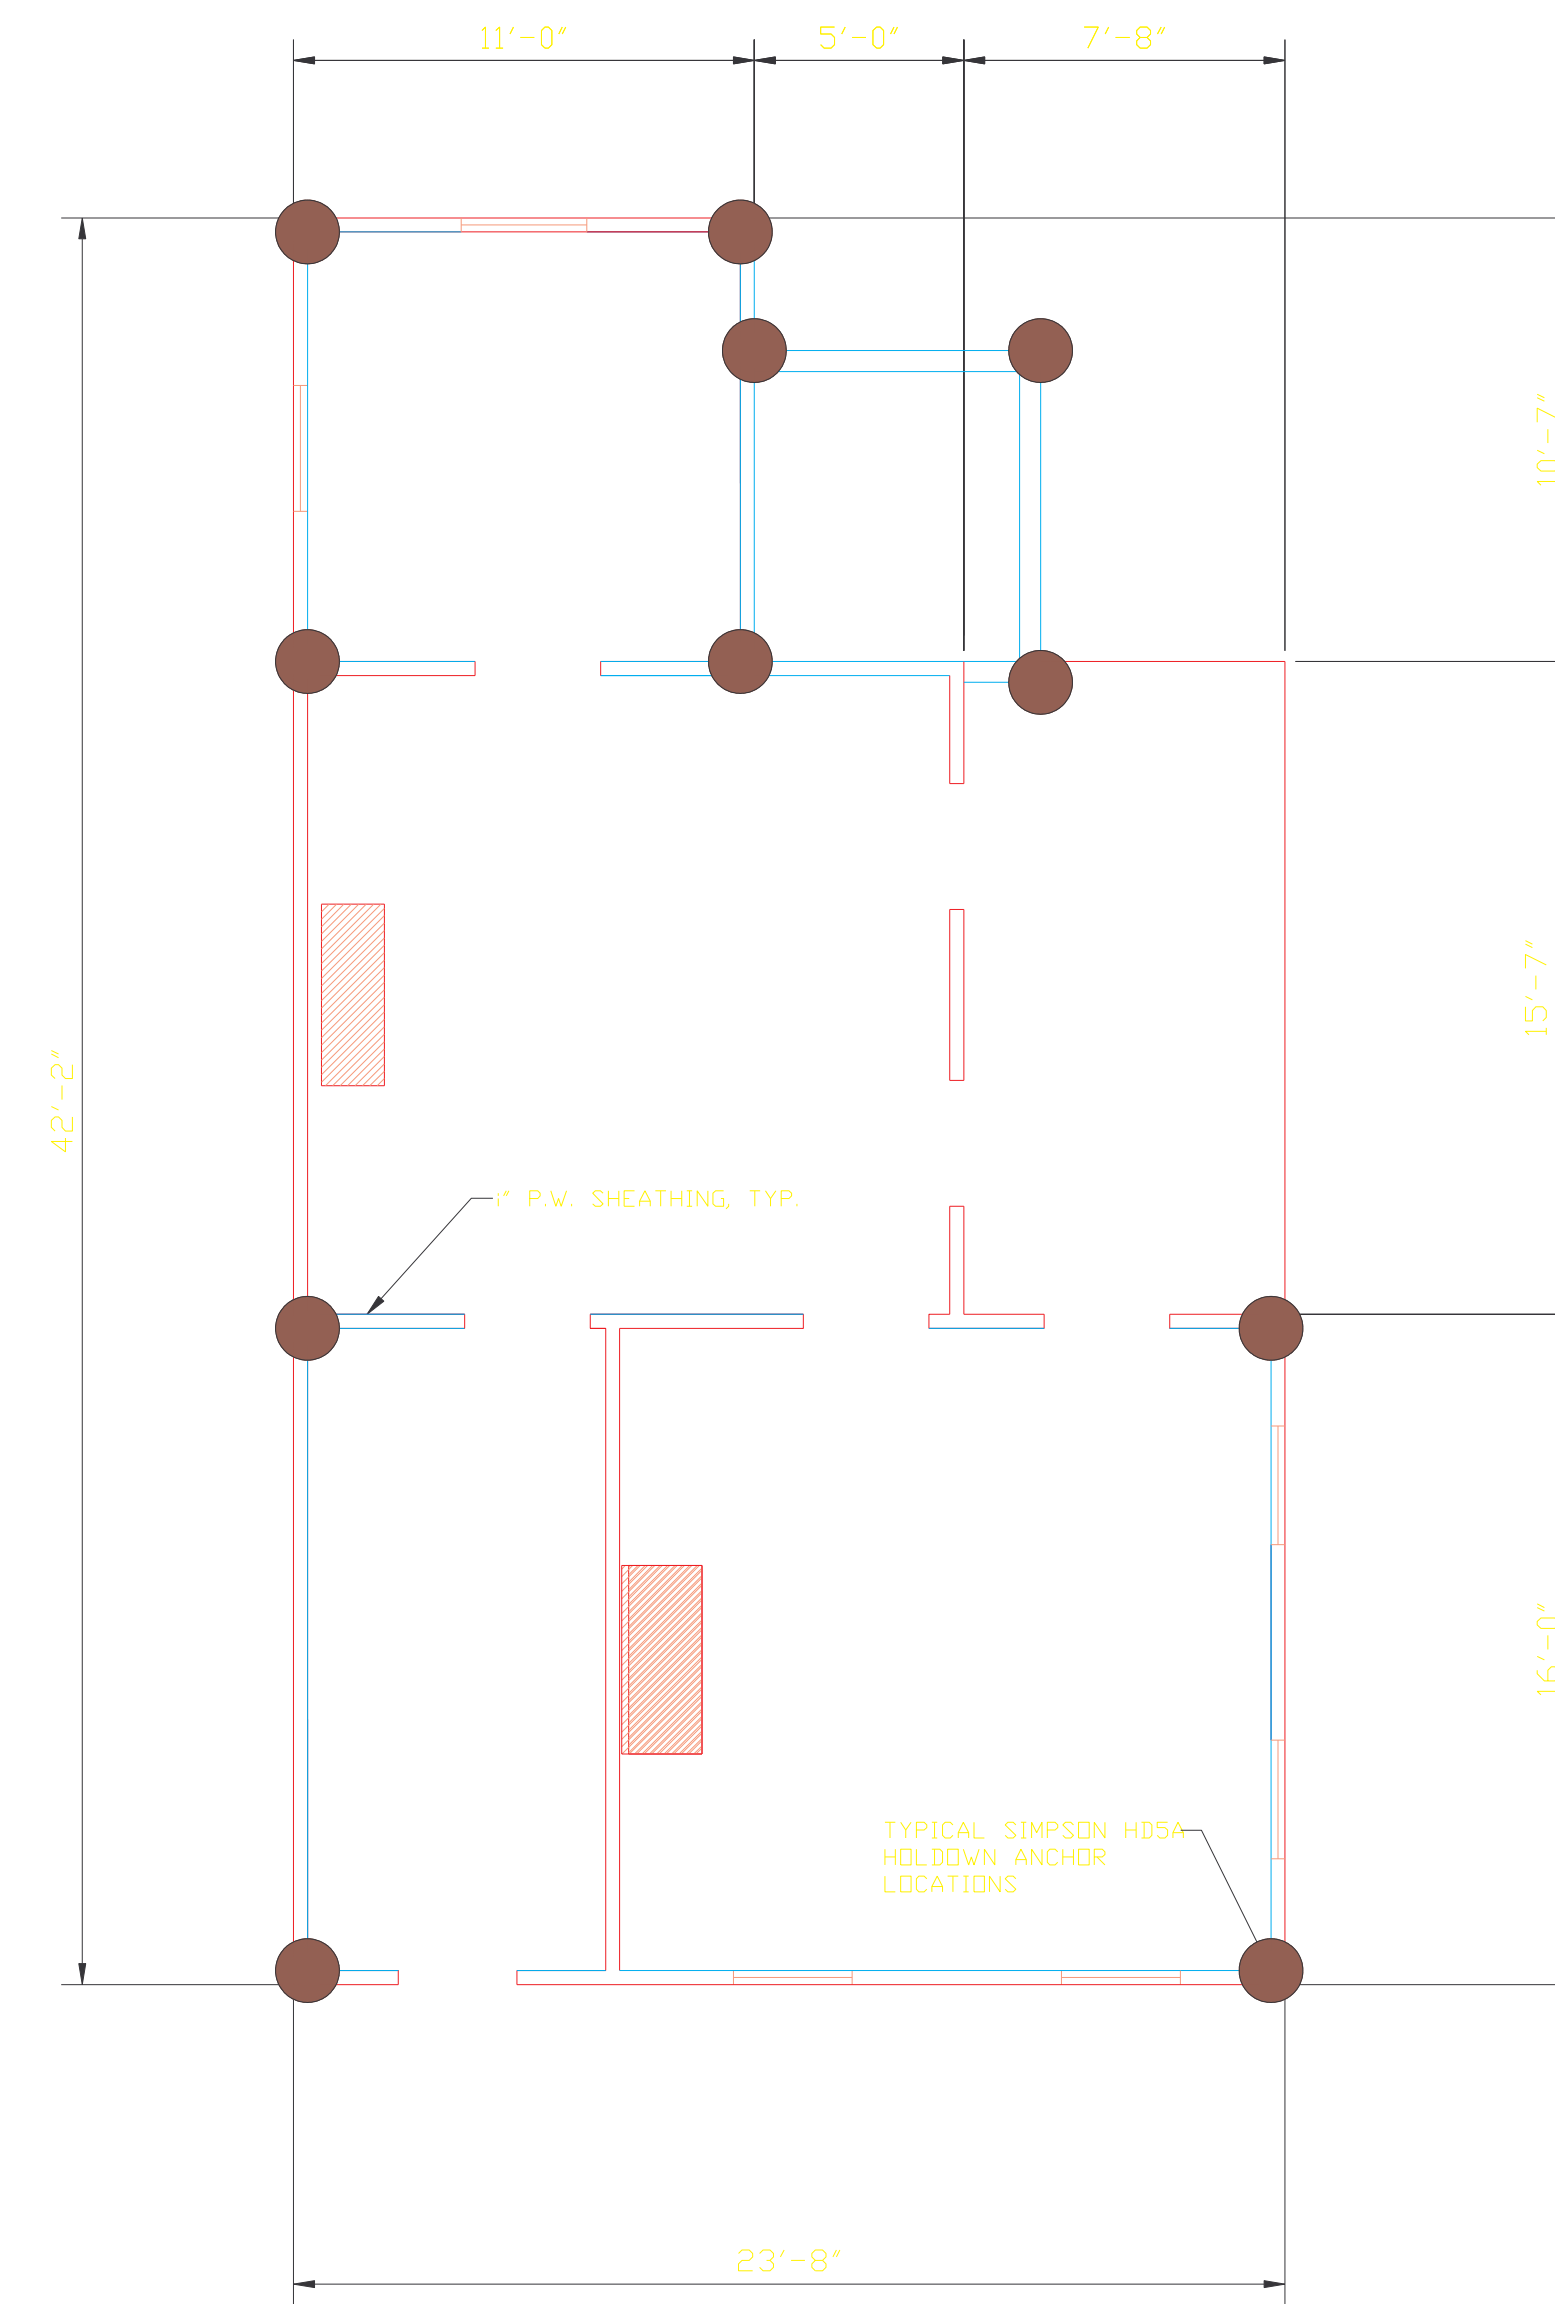 11'-0" 5'-0" 7'-8"
10'-7"
15'-7"
42'-2"
i" P.W. SHEATHING, TYP.
16'-0"
TYPICAL SIMPSON HD5A
HOLDOWN ANCHOR
LOCATIONS
23'-8"